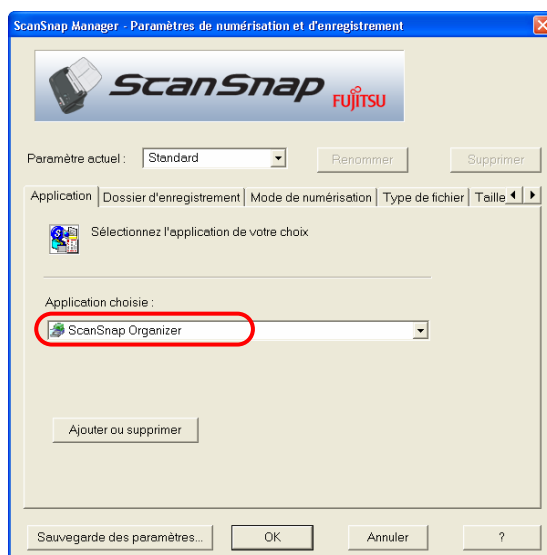 ScanSnap Manager - Paramètres de numérisation et d'enregistrement
ScanSnap FUJITSU
Paramètre actuel : Standard Renommer Supprimer
Application Dossier d'enregistrement Mode de numérisation Type de fichier Taille
Sélectionnez l'application de votre choix
Application choisie :
ScanSnap Organizer
Ajouter ou supprimer
Sauvegarde des paramètres... OK Annuler ?